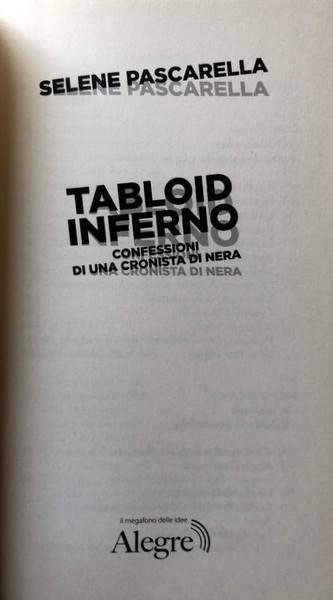 SELENE PASCARELLA
TABLOID
INFERNO
CONFESSIONI
DI UNA CRONISTA DI NERA
il megafono delle idee
Alegre